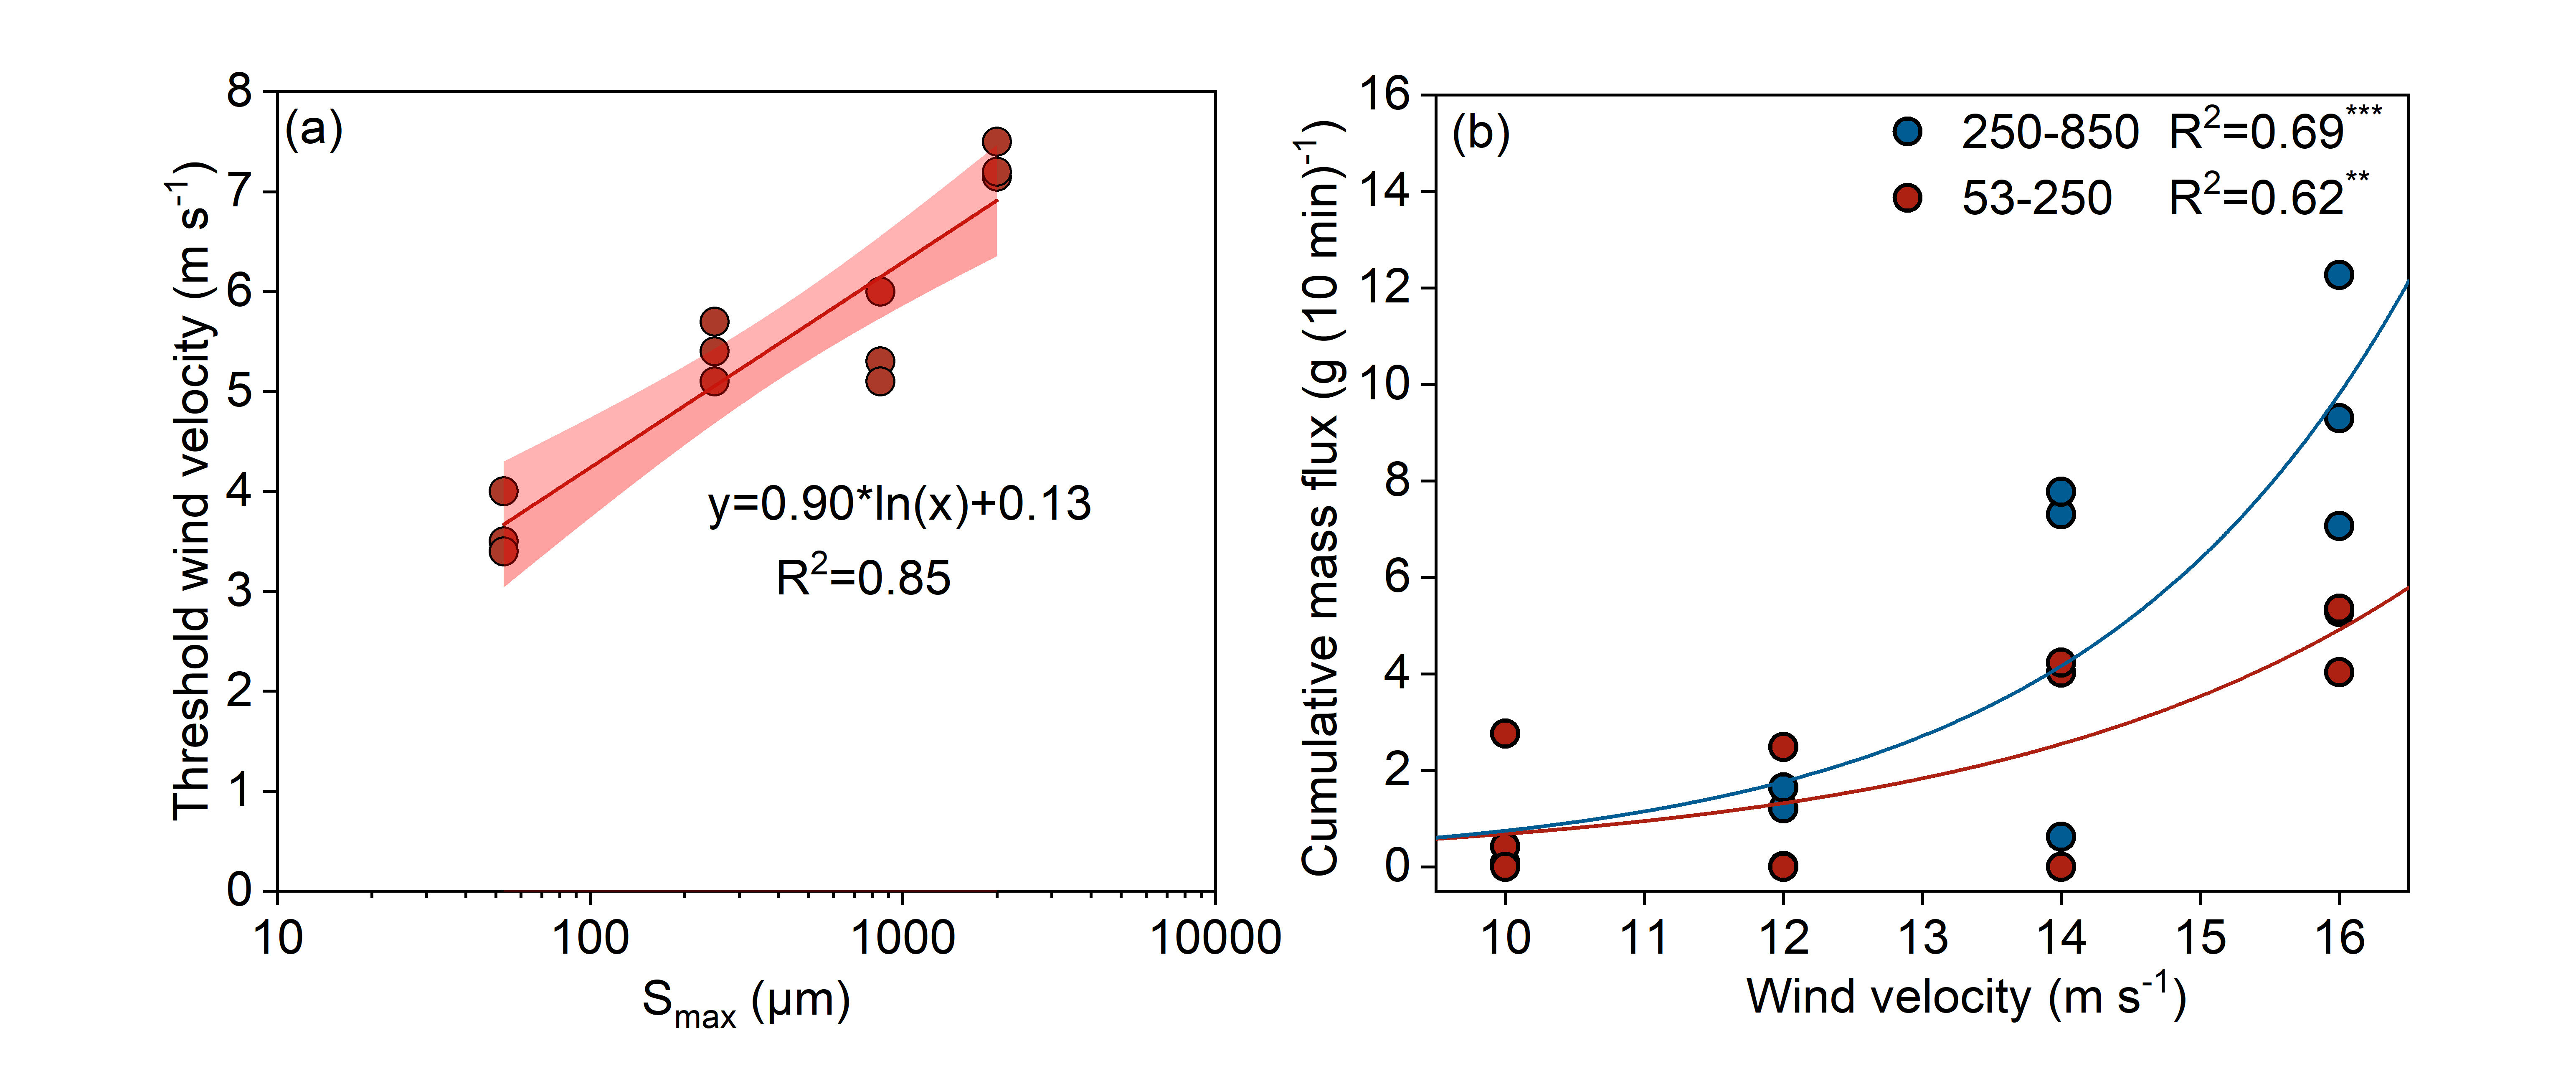 (a)
8
7
6
5
4
3
2
1
0
Threshold wind velocity (m s⁻¹)
y=0.90*ln(x)+0.13
R²=0.85
10 100 1000 10000
Sₘₐₓ (μm)
(b)
250-850 R²=0.69***
53-250 R²=0.62**
16
14
12
10
8
6
4
2
0
Cumulative mass flux (g (10 min)⁻¹)
10 11 12 13 14 15 16
Wind velocity (m s⁻¹)